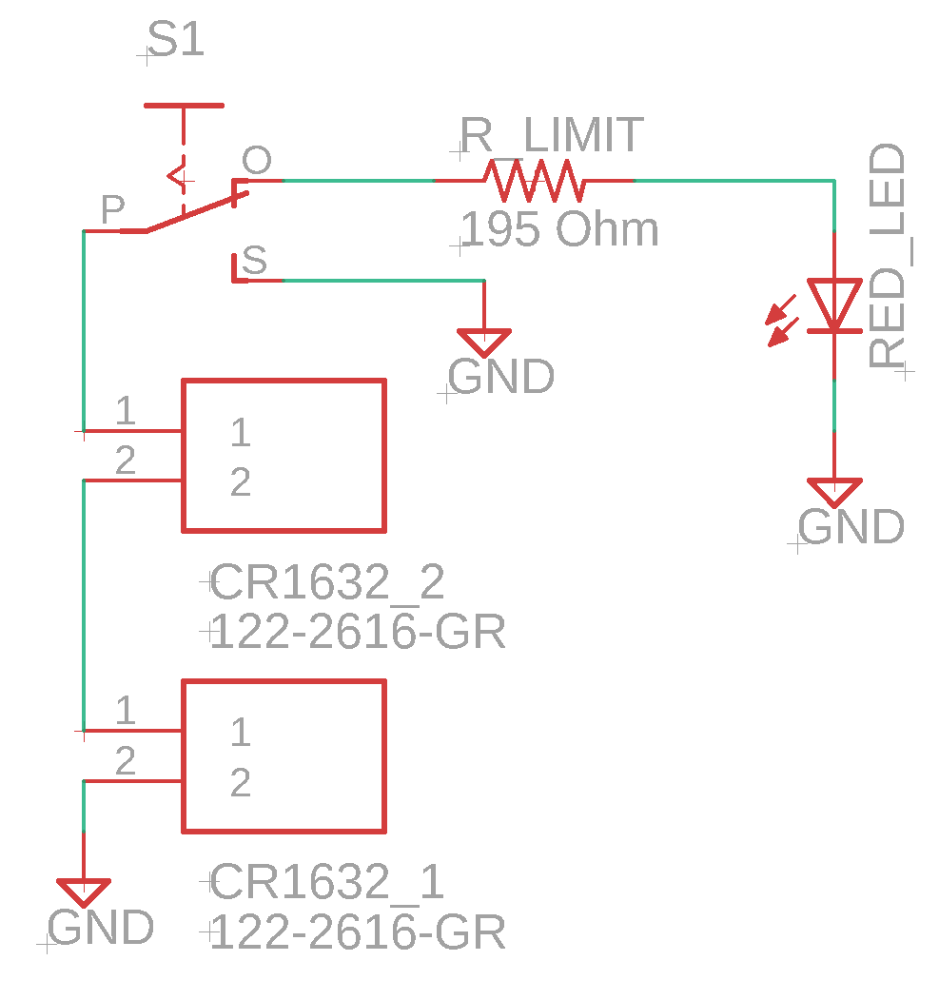 S1
O
P
S
R_LIMIT
195 Ohm
RED_LED
GND
GND
1
2
1
2
CR1632_2
122-2616-GR
1
2
1
2
CR1632_1
122-2616-GR
GND